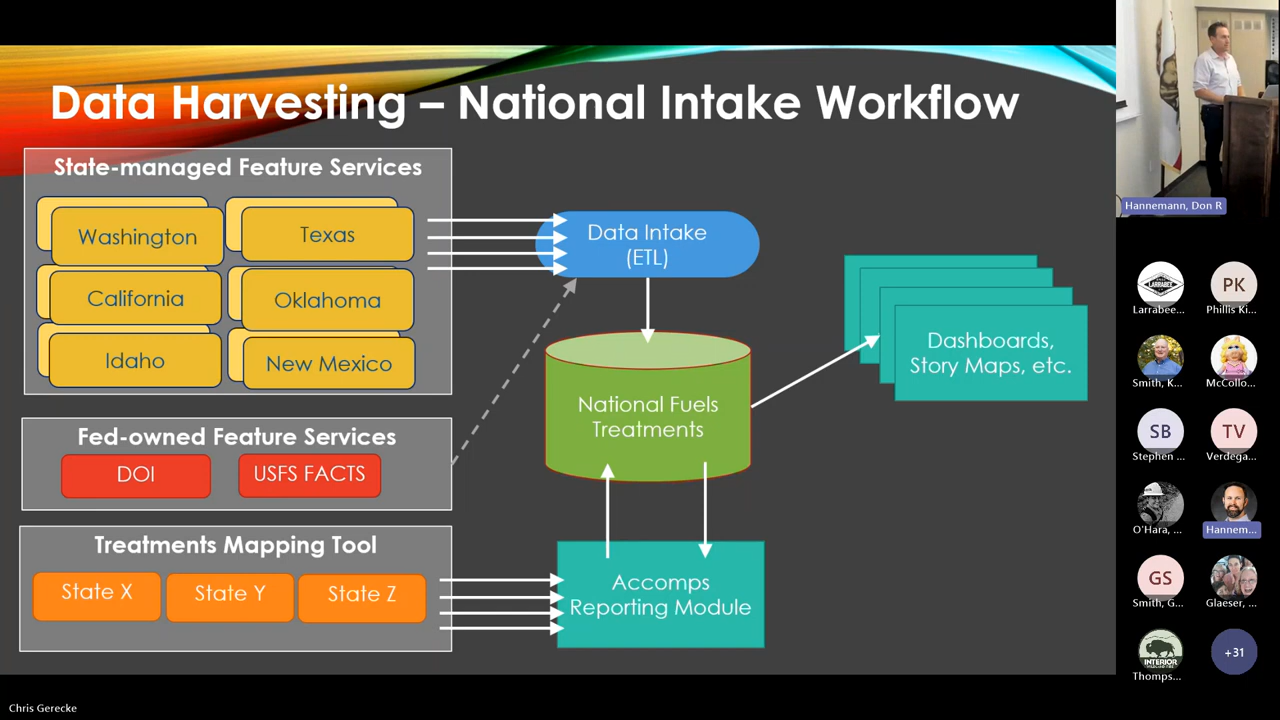 Data Harvesting – National Intake Workflow
State-managed Feature Services
Washington
Texas
California
Oklahoma
Idaho
New Mexico
Fed-owned Feature Services
DOI
USFS FACTS
Treatments Mapping Tool
State X
State Y
State Z
Data Intake
(ETL)
National Fuels
Treatments
Accomps
Reporting Module
Dashboards,
Story Maps, etc.
Hannemann, Don R
LARRABEE
Larrabee...
PK
Phillis Ki...
Smith, K...
McCollo...
SB
Stephen ...
TV
Verdega...
O'Hara, ...
Hannem...
GS
Smith, G...
Glaeser, ...
INTERIOR
Thomps...
+31
Chris Gerecke